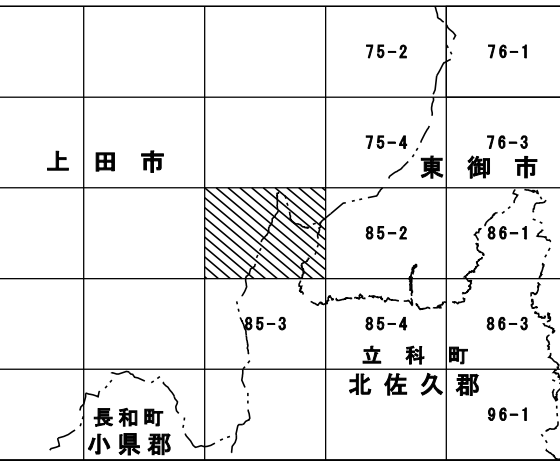 75-2 76-1
75-4 76-3
上田市 東御市
85-2 86-1
85-3 85-4 86-3
立科町
北佐久郡
長和町 96-1
小県郡